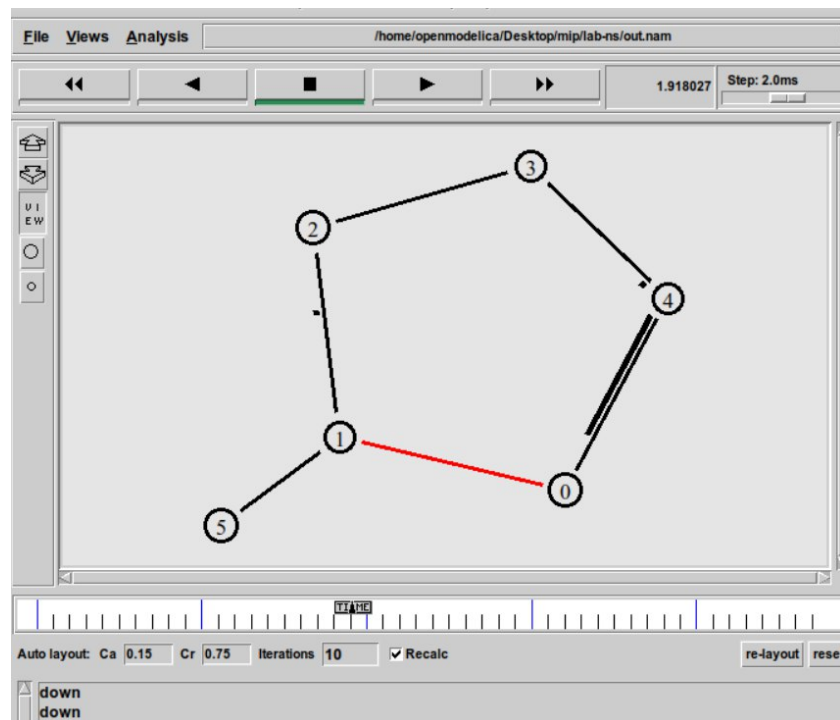 File Views Analysis /home/openmodelica/Desktop/mip/lab-ns/out.nam
1.918027 Step: 2.0ms
V I
E W
3
2
4
1
0
5
TIME
Auto layout: Ca 0.15 Cr 0.75 Iterations 10 Recalc re-layout rese
down
down